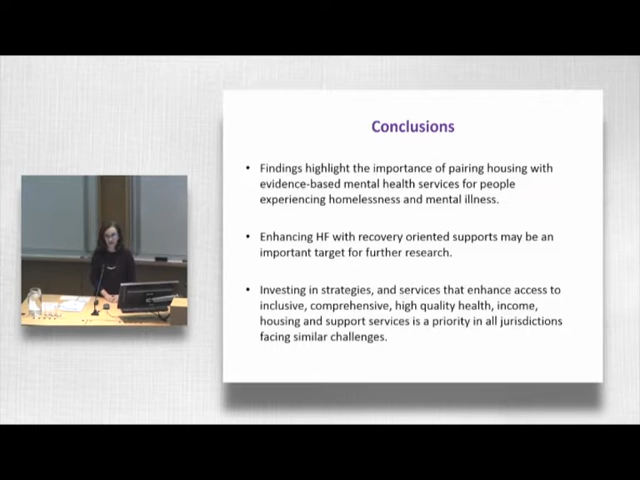 Conclusions
• Findings highlight the importance of pairing housing with
evidence-based mental health services for people
experiencing homelessness and mental illness.
• Enhancing HF with recovery oriented supports may be an
important target for further research.
• Investing in strategies, and services that enhance access to
inclusive, comprehensive, high quality health, income,
housing and support services is a priority in all jurisdictions
facing similar challenges.